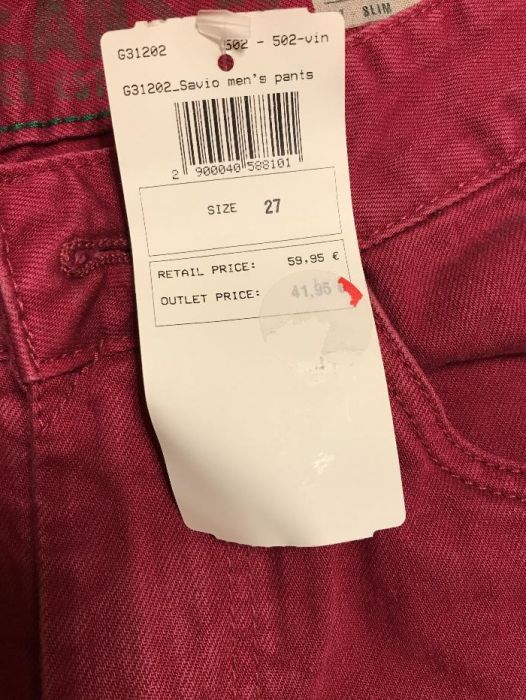 SLIM
G31202 502 - 502-vin
G31202_Savio men's pants
2 900040 588101
SIZE 27
RETAIL PRICE: 59.95 €
OUTLET PRICE: 41,95 €